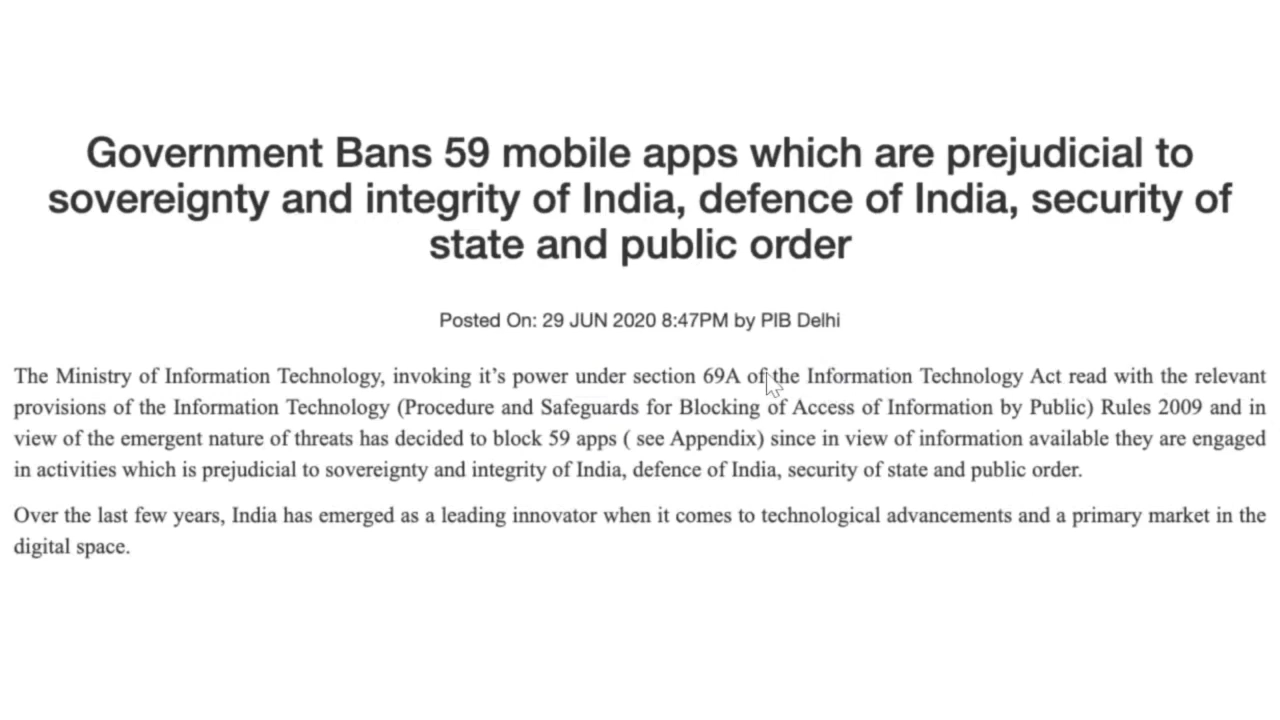 Government Bans 59 mobile apps which are prejudicial to
sovereignty and integrity of India, defence of India, security of
state and public order
Posted On: 29 JUN 2020 8:47PM by PIB Delhi
The Ministry of Information Technology, invoking it’s power under section 69A of the Information Technology Act read with the relevant
provisions of the Information Technology (Procedure and Safeguards for Blocking of Access of Information by Public) Rules 2009 and in
view of the emergent nature of threats has decided to block 59 apps ( see Appendix) since in view of information available they are engaged
in activities which is prejudicial to sovereignty and integrity of India, defence of India, security of state and public order.
Over the last few years, India has emerged as a leading innovator when it comes to technological advancements and a primary market in the
digital space.